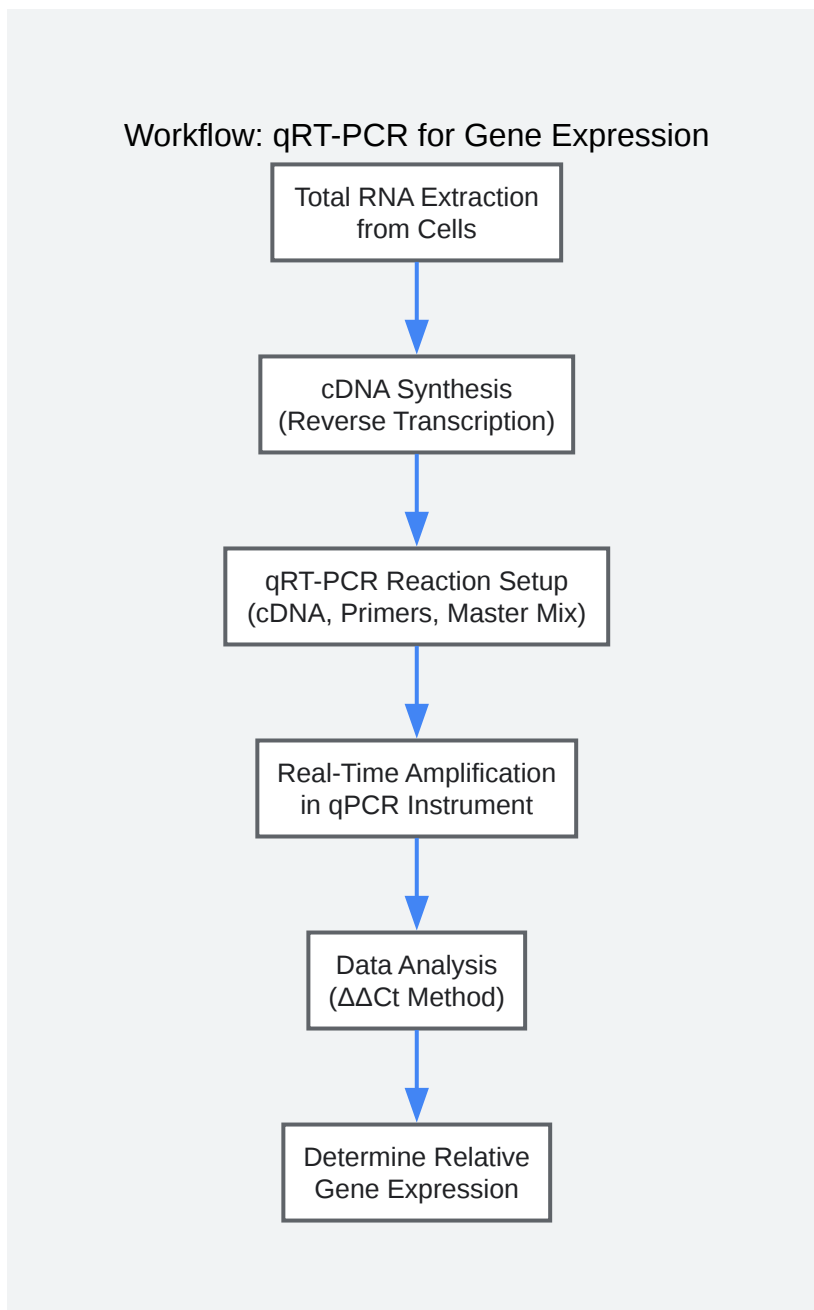 Workflow: qRT-PCR for Gene Expression
Total RNA Extraction
from Cells
cDNA Synthesis
(Reverse Transcription)
qRT-PCR Reaction Setup
(cDNA, Primers, Master Mix)
Real-Time Amplification
in qPCR Instrument
Data Analysis
(ΔΔCt Method)
Determine Relative
Gene Expression